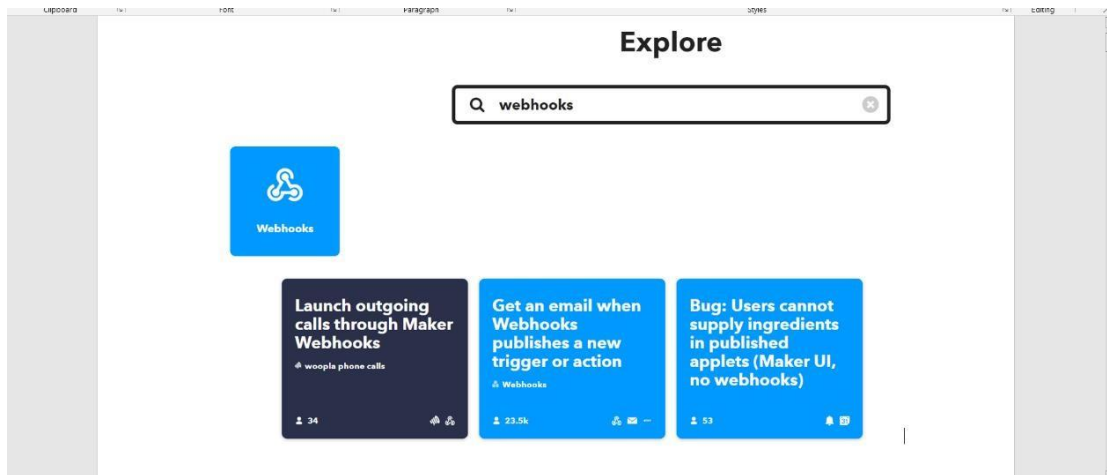 Clipboard Font Paragraph Styles Editing
Explore
webhooks
Webhooks
Launch outgoing
calls through Maker
Webhooks
woopla phone calls
34
Get an email when
Webhooks
publishes a new
trigger or action
Webhooks
23.5k
Bug: Users cannot
supply ingredients
in published
applets (Maker UI,
no webhooks)
53
31